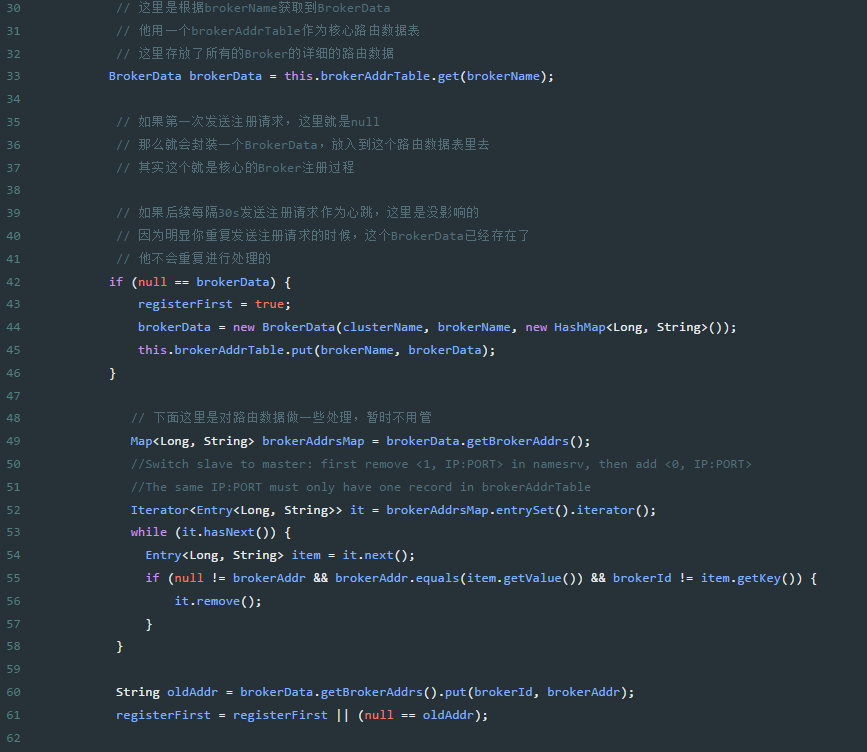 30 // 这里是根据brokerName获取到BrokerData
31 // 他用一个brokerAddrTable作为核心路由数据表
32 // 这里存放了所有的Broker的详细的路由数据
33 BrokerData brokerData = this.brokerAddrTable.get(brokerName);
34
35 // 如果第一次发送注册请求，这里就是null
36 // 那么就会封装一个BrokerData，放入到这个路由数据表里去
37 // 其实这个就是核心的Broker注册过程
38
39 // 如果后续每隔30s发送注册请求作为心跳，这里是没影响的
40 // 因为明显你重复发送注册请求的时候，这个BrokerData已经存在了
41 // 他不会重复进行处理的
42 if (null == brokerData) {
43 registerFirst = true;
44 brokerData = new BrokerData(clusterName, brokerName, new HashMap<Long, String>());
45 this.brokerAddrTable.put(brokerName, brokerData);
46 }
47
48 // 下面这里是对路由数据做一些处理，暂时不用管
49 Map<Long, String> brokerAddrsMap = brokerData.getBrokerAddrs();
50 //Switch slave to master: first remove <1, IP:PORT> in namesrv, then add <0, IP:PORT>
51 //The same IP:PORT must only have one record in brokerAddrTable
52 Iterator<Entry<Long, String>> it = brokerAddrsMap.entrySet().iterator();
53 while (it.hasNext()) {
54 Entry<Long, String> item = it.next();
55 if (null != brokerAddr && brokerAddr.equals(item.getValue()) && brokerId != item.getKey()) {
56 it.remove();
57 }
58 }
59
60 String oldAddr = brokerData.getBrokerAddrs().put(brokerId, brokerAddr);
61 registerFirst = registerFirst || (null == oldAddr);
62